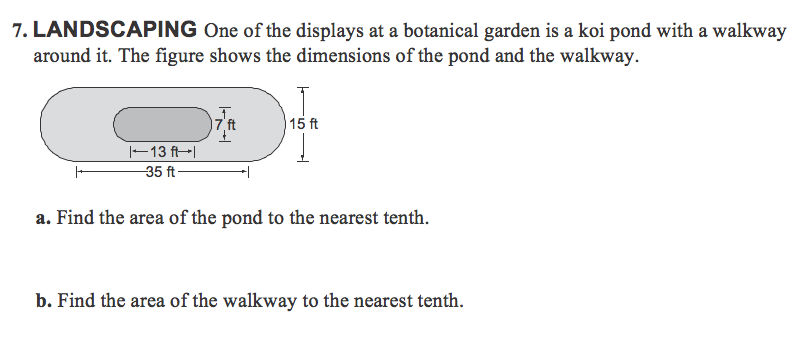 7. LANDSCAPING One of the displays at a botanical garden is a koi pond with a walkway
around it. The figure shows the dimensions of the pond and the walkway.
7 ft
15 ft
13 ft
35 ft
a. Find the area of the pond to the nearest tenth.
b. Find the area of the walkway to the nearest tenth.